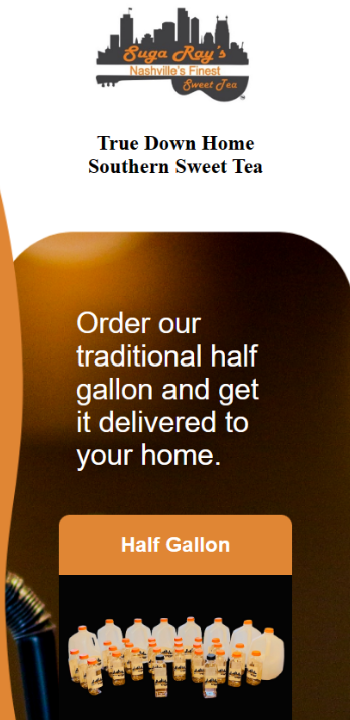 Suga Ray's
Nashville's Finest
Sweet Tea
True Down Home
Southern Sweet Tea
Order our
traditional half
gallon and get
it delivered to
your home.
Half Gallon